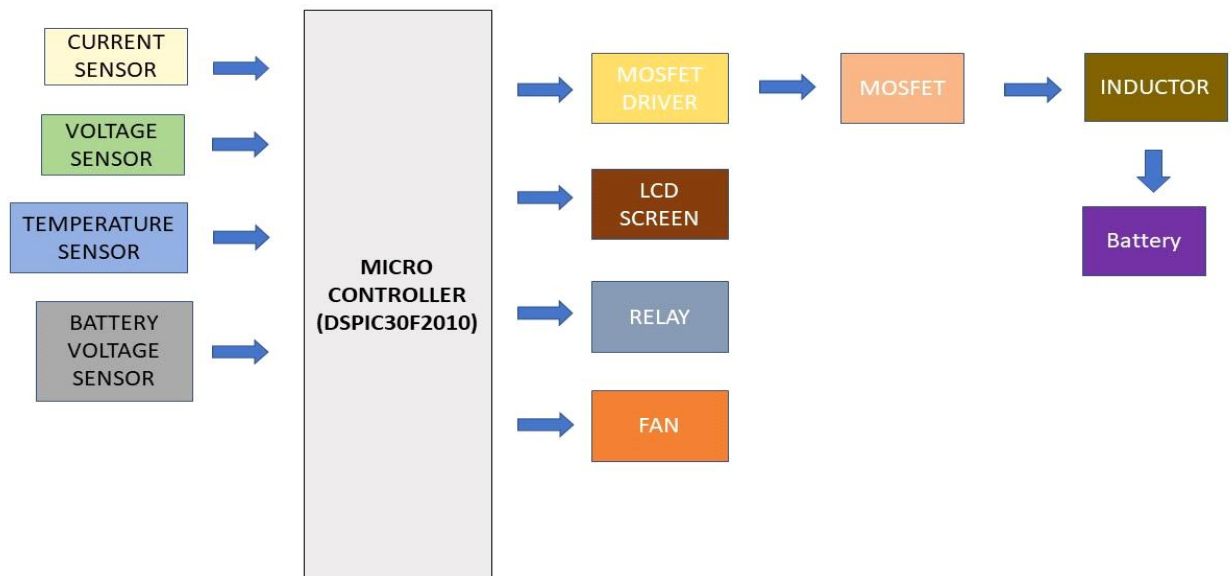 CURRENT
SENSOR
VOLTAGE
SENSOR
TEMPERATURE
SENSOR
BATTERY
VOLTAGE
SENSOR
MICRO
CONTROLLER
(DSPIC30F2010)
MOSFET
DRIVER
MOSFET
INDUCTOR
LCD
SCREEN
Battery
RELAY
FAN